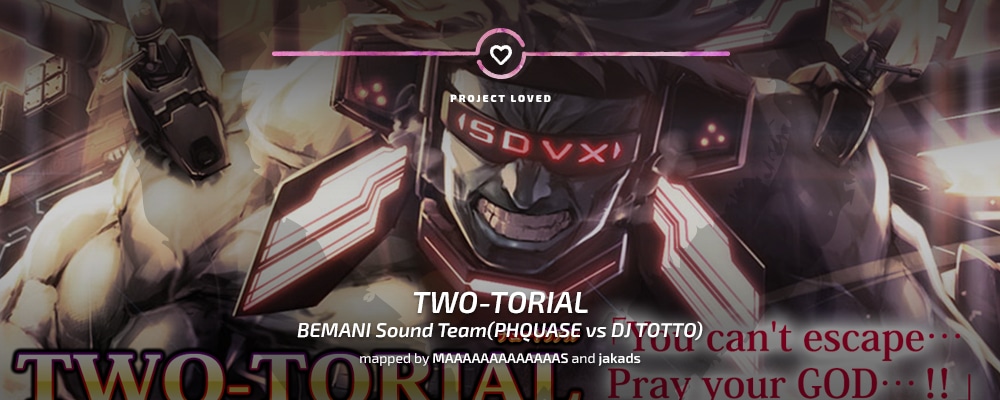 PROJECT LOVED
SDVX
TWO-TORIAL
BEMANI Sound Team(PHQUASE vs DJ TOTTO)
「You can't escape…
mapped by MAAAAAAAAAAAAAS and jakads
TWO-TORIAL
Pray your GOD…!!」